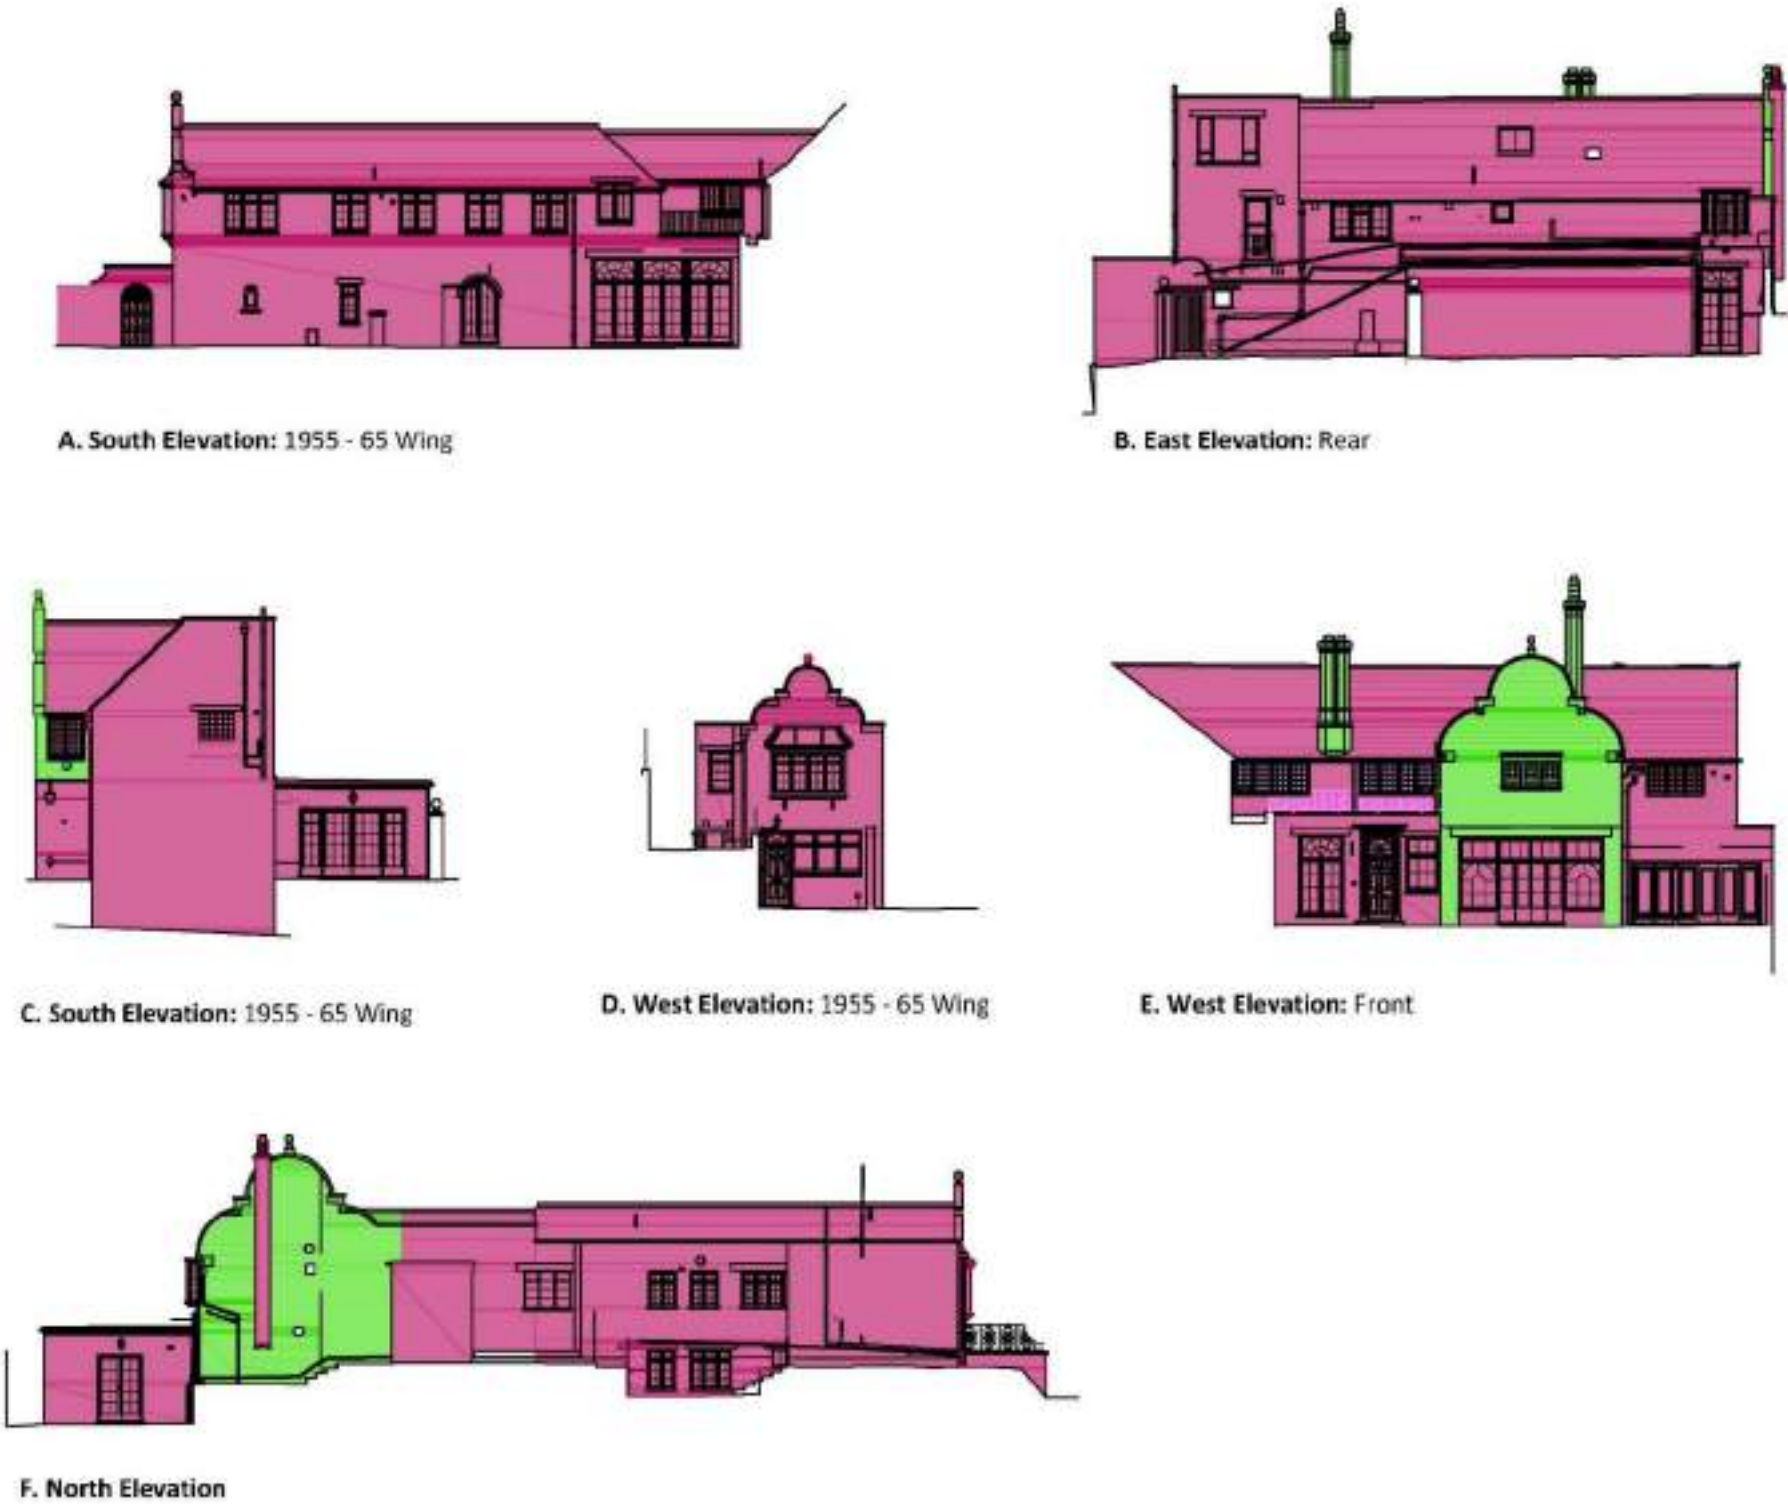 A. South Elevation: 1955 - 65 Wing
B. East Elevation: Rear
C. South Elevation: 1955 - 65 Wing
D. West Elevation: 1955 - 65 Wing
E. West Elevation: Front
F. North Elevation